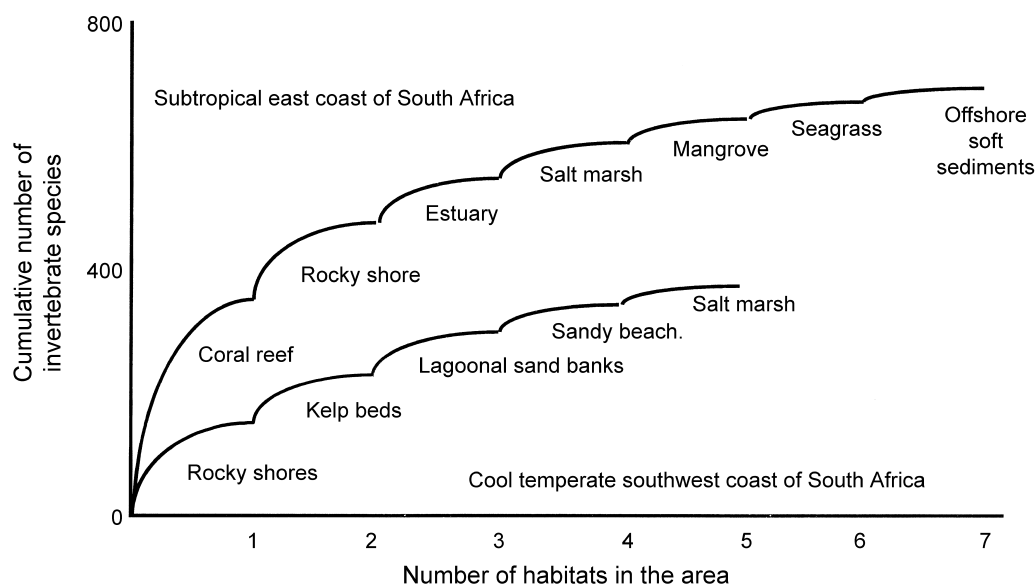 800
Subtropical east coast of South Africa
Offshore
soft
sediments
Seagrass
Mangrove
Salt marsh
Estuary
Rocky shore
400
Cumulative number of
invertebrate species
Coral reef
Salt marsh
Sandy beach.
Lagoonal sand banks
Kelp beds
Rocky shores
Cool temperate southwest coast of South Africa
0
1 2 3 4 5 6 7
Number of habitats in the area